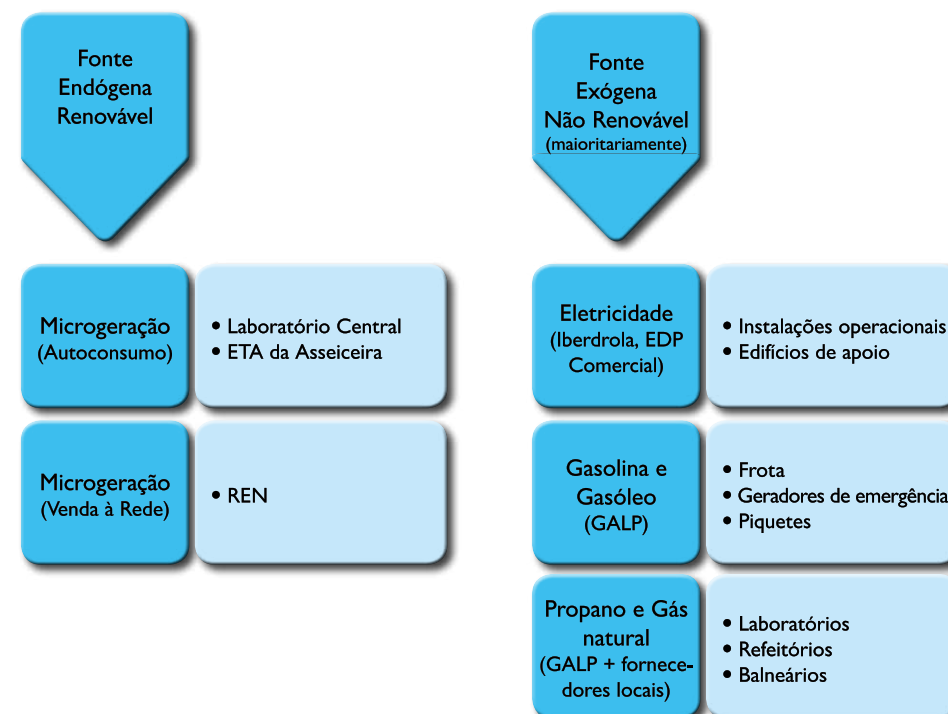 Fonte
Endógena
Renovável
Microgeração
(Autoconsumo)
• Laboratório Central
• ETA da Asseiceira
Microgeração
(Venda à Rede)
• REN
Fonte
Exógena
Não Renovável
(maioritariamente)
Eletricidade
(Iberdrola, EDP
Comercial)
• Instalações operacionais
• Edifícios de apoio
Gasolina e
Gasóleo
(GALP)
• Frota
• Geradores de emergência
• Piquetes
Propano e Gás
natural
(GALP + fornece-
dores locais)
• Laboratórios
• Refeitórios
• Balneários